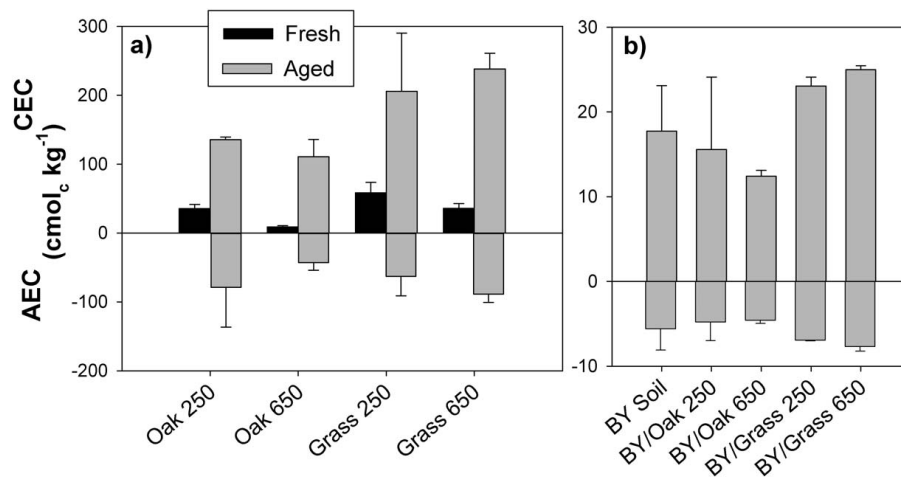 a)
Fresh
Aged
300
200
100
0
-100
-200
AEC (cmolc kg-1) CEC
Oak 250
Oak 650
Grass 250
Grass 650
b)
30
20
10
0
-10
BY Soil
BY/Oak 250
BY/Oak 650
BY/Grass 250
BY/Grass 650